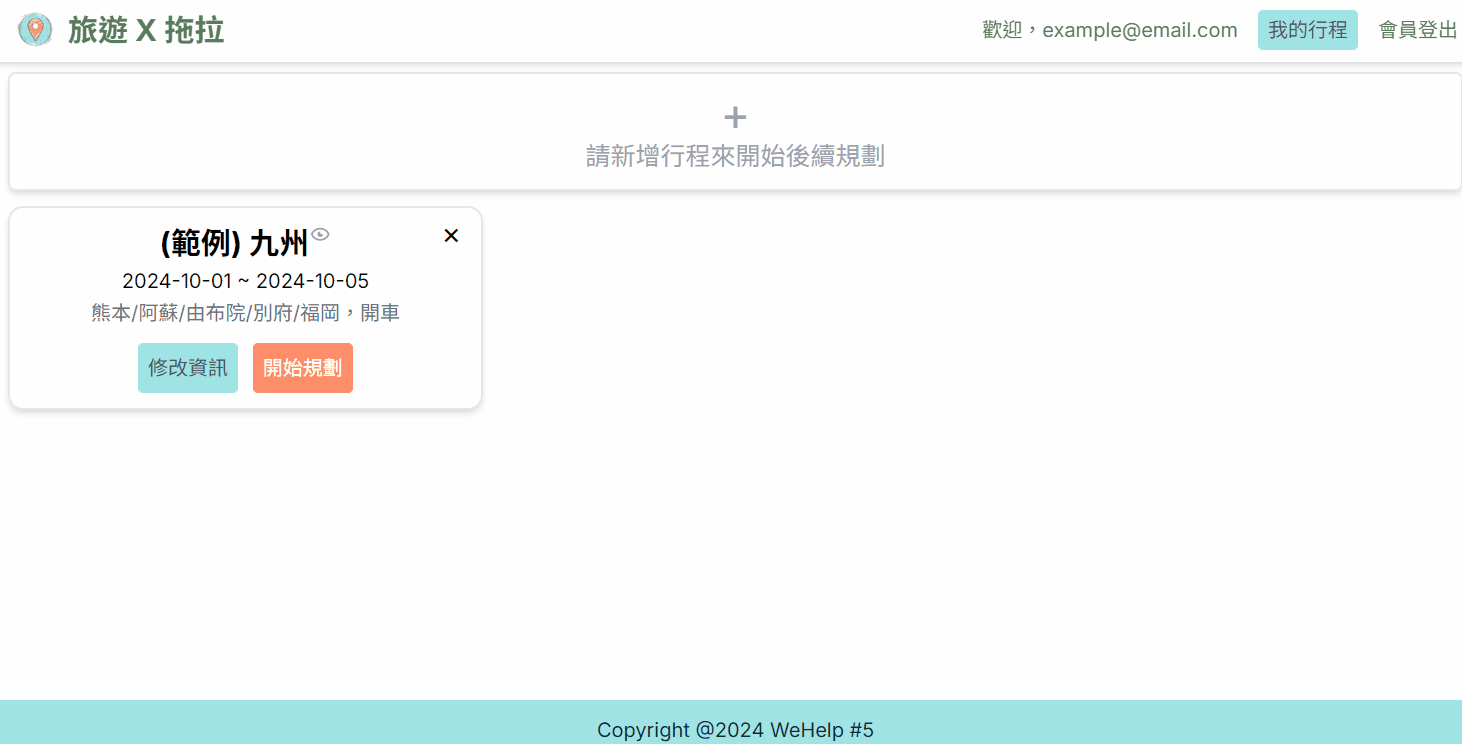 旅遊 X 拖拉
歡迎，example@email.com
我的行程
會員登出
+
請新增行程來開始後續規劃
(範例) 九州
×
2024-10-01 ~ 2024-10-05
熊本/阿蘇/由布院/別府/福岡，開車
修改資訊
開始規劃
Copyright @2024 WeHelp #5